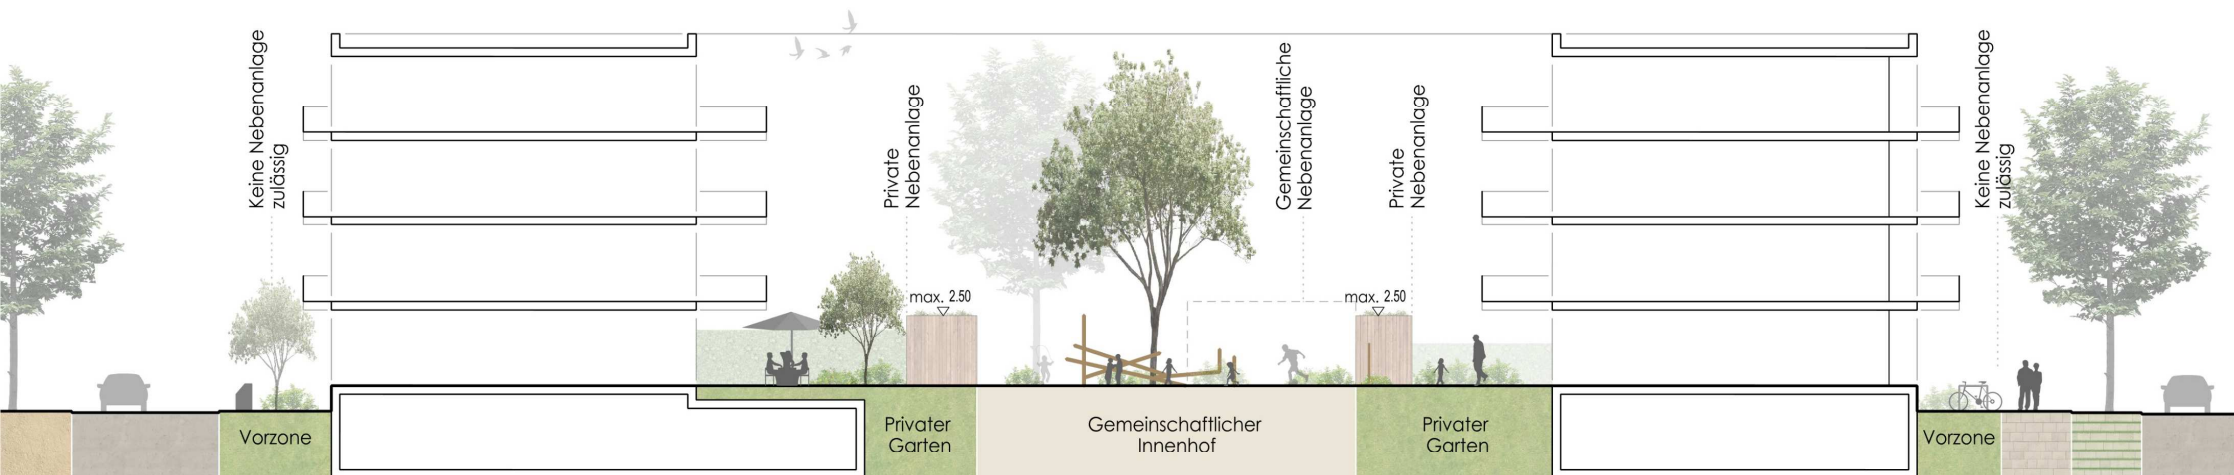 Keine Nebenanlage
zulässig
Private
Nebenanlage
Gemeinschaftliche
Nebenanlage
Private
Nebenanlage
Keine Nebenanlage
zulässig
max. 2.50
max. 2.50
Vorzone
Privater
Garten
Gemeinschaftlicher
Innenhof
Privater
Garten
Vorzone